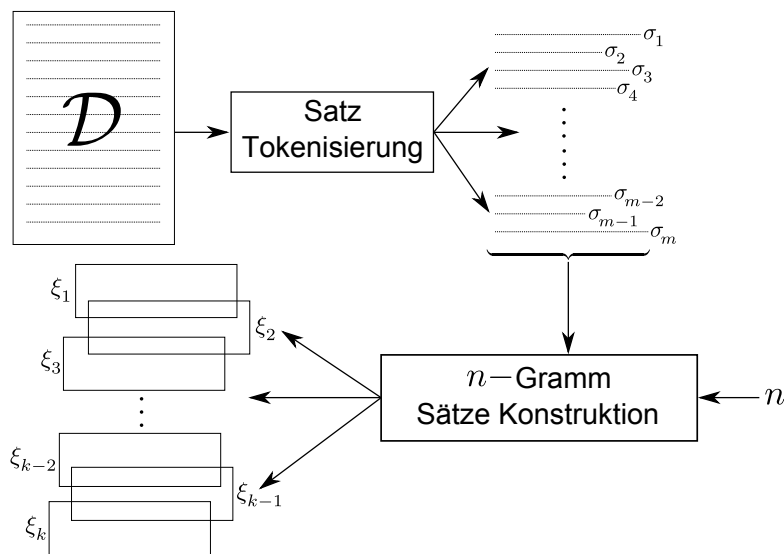 𝒟
Satz
Tokenisierung
σ₁
σ₂
σ₃
σ₄
σₘ₋₂
σₘ₋₁
σₘ
ξ₁
ξ₂
ξ₃
ξₖ₋₂
ξₖ₋₁
ξₖ
n−Gramm
Sätze Konstruktion
n